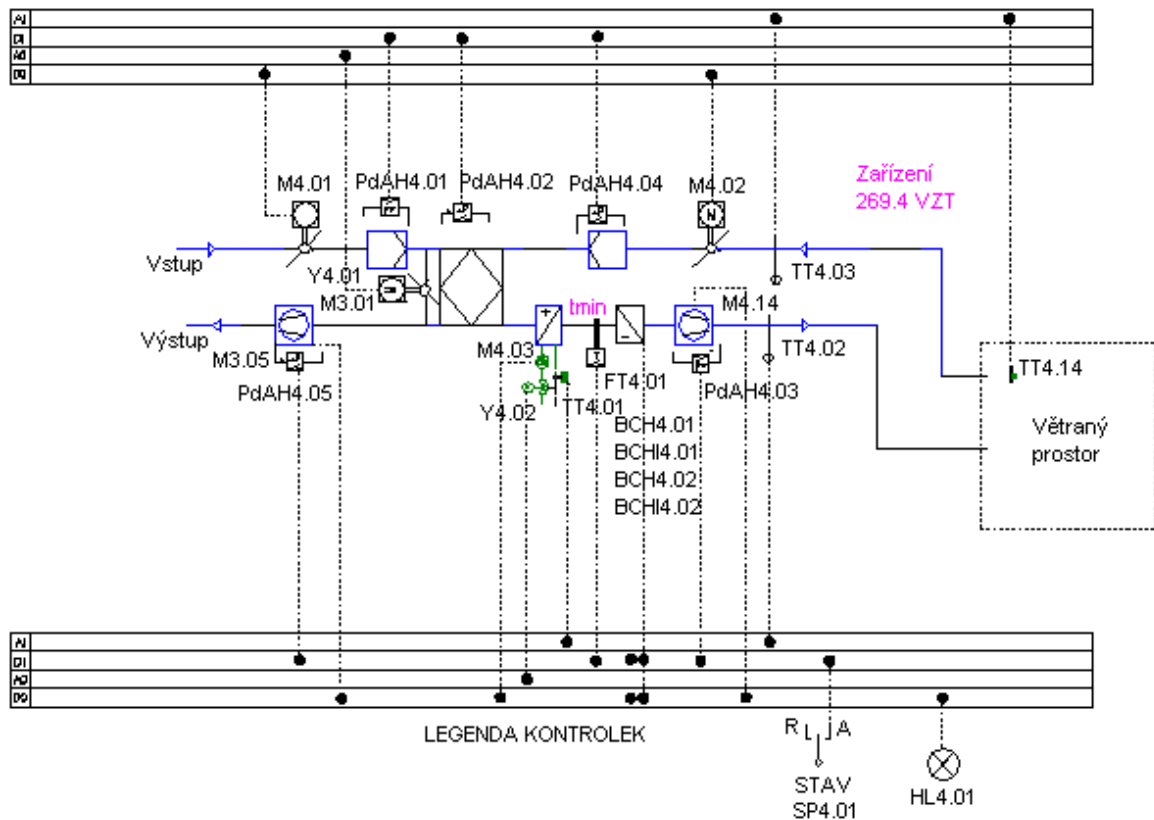 AI
DI
AO
DO
M4.01
PdAH4.01
PdAH4.02
PdAH4.04
M4.02
Zařízení
269.4 VZT
Vstup
Y4.01
TT4.03
M3.01
tmin
M4.14
Výstup
M4.03
TT4.02
M3.05
FT4.01
TT4.14
PdAH4.05
Y4.02
TT4.01
PdAH4.03
BCH4.01
BCHI4.01
BCH4.02
BCHI4.02
Větraný
prostor
AI
DI
AO
DO
LEGENDA KONTROLEK
R
A
STAV
SP4.01
HL4.01